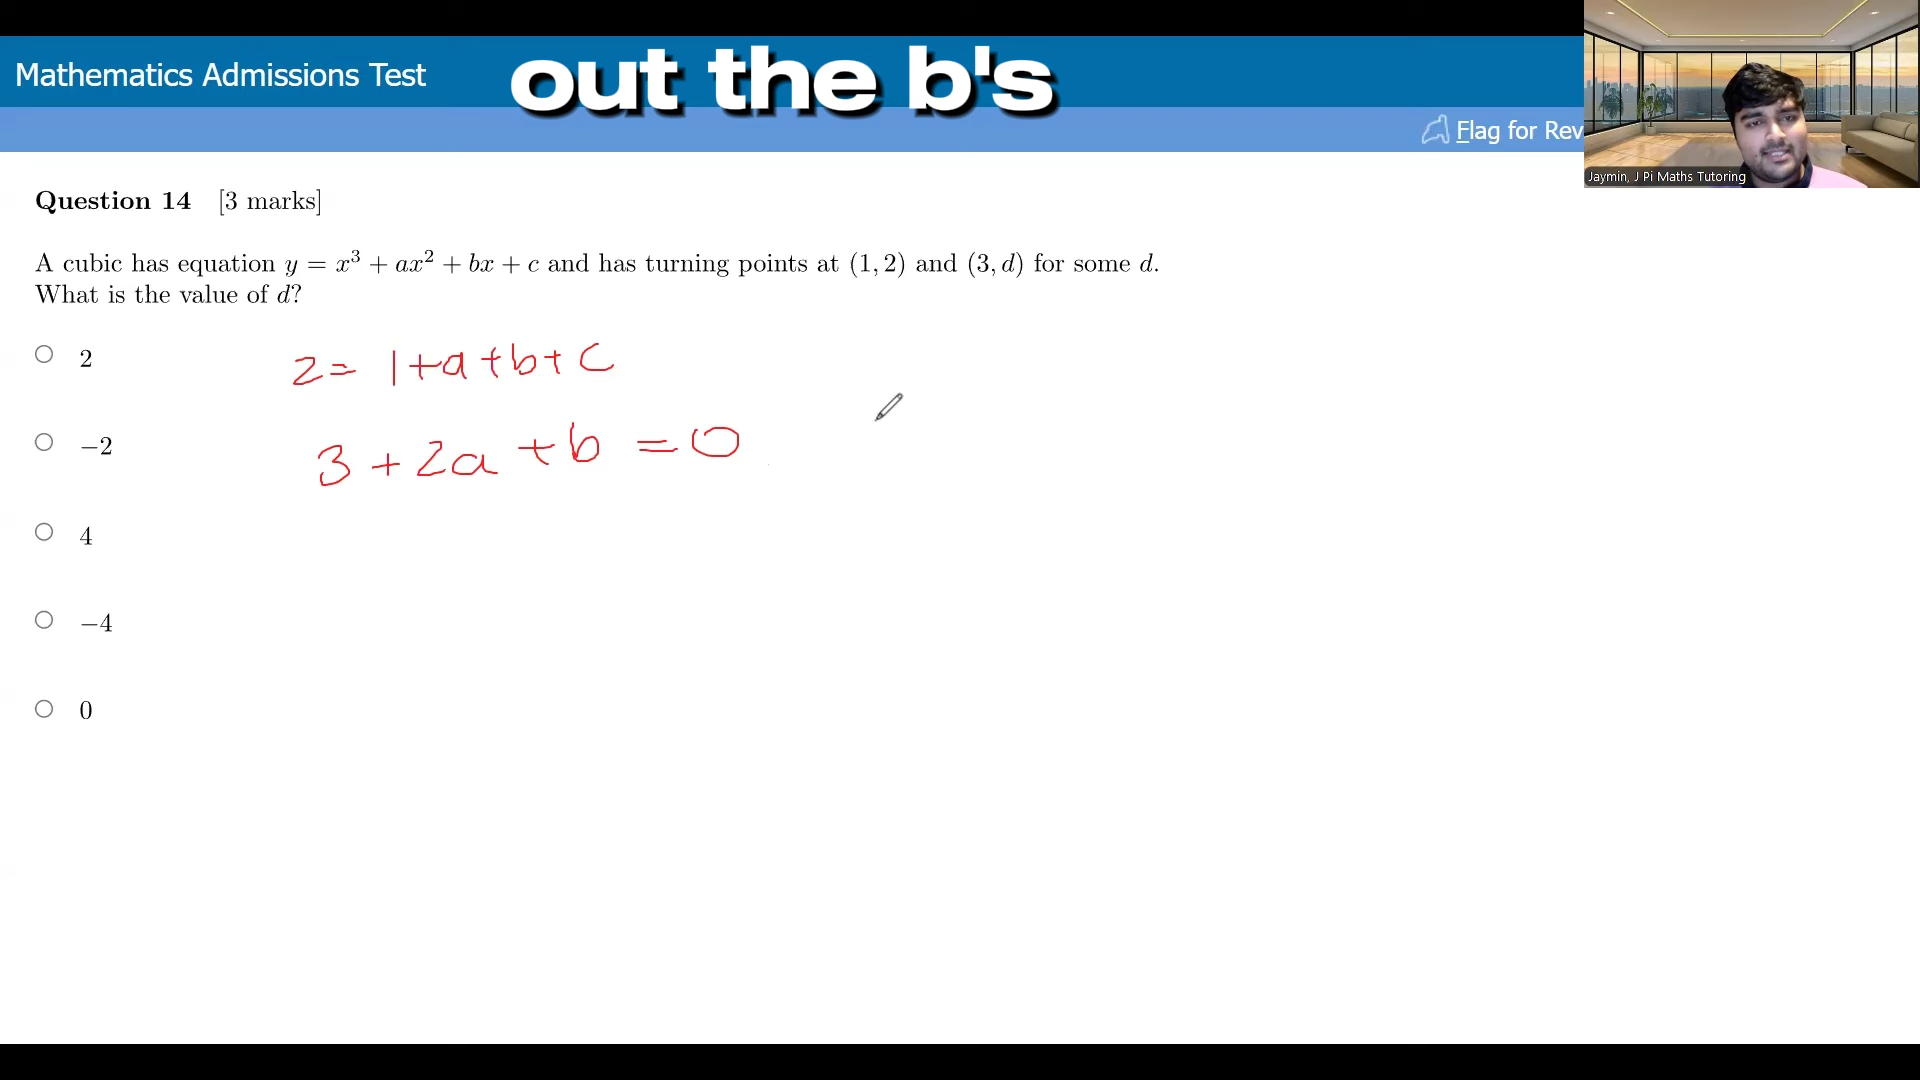 Mathematics Admissions Test
out the b's
Flag for Rev
Jaymin, J Pi Maths Tutoring
Question 14 [3 marks]
A cubic has equation y = x³ + ax² + bx + c and has turning points at (1, 2) and (3, d) for some d.
What is the value of d?
2
2 = 1+a+b+c
−2
3 + 2a + b = 0
4
−4
0